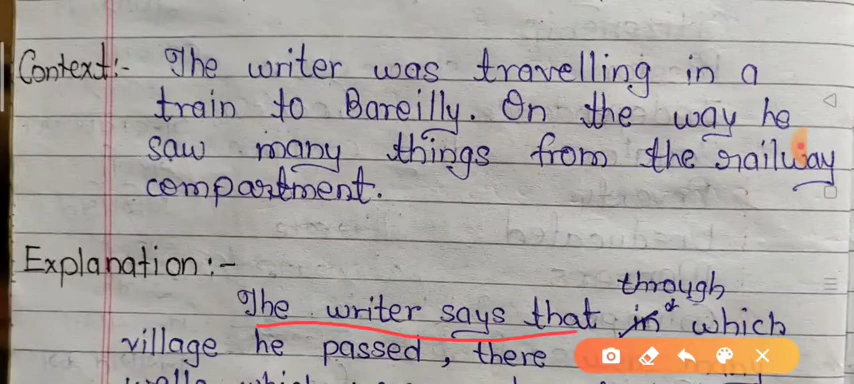 Context:- The writer was travelling in a
train to Bareilly. On the way he
saw many things from the railway
compartment.
Explanation:-
through
The writer says that in which
village he passed, there
which